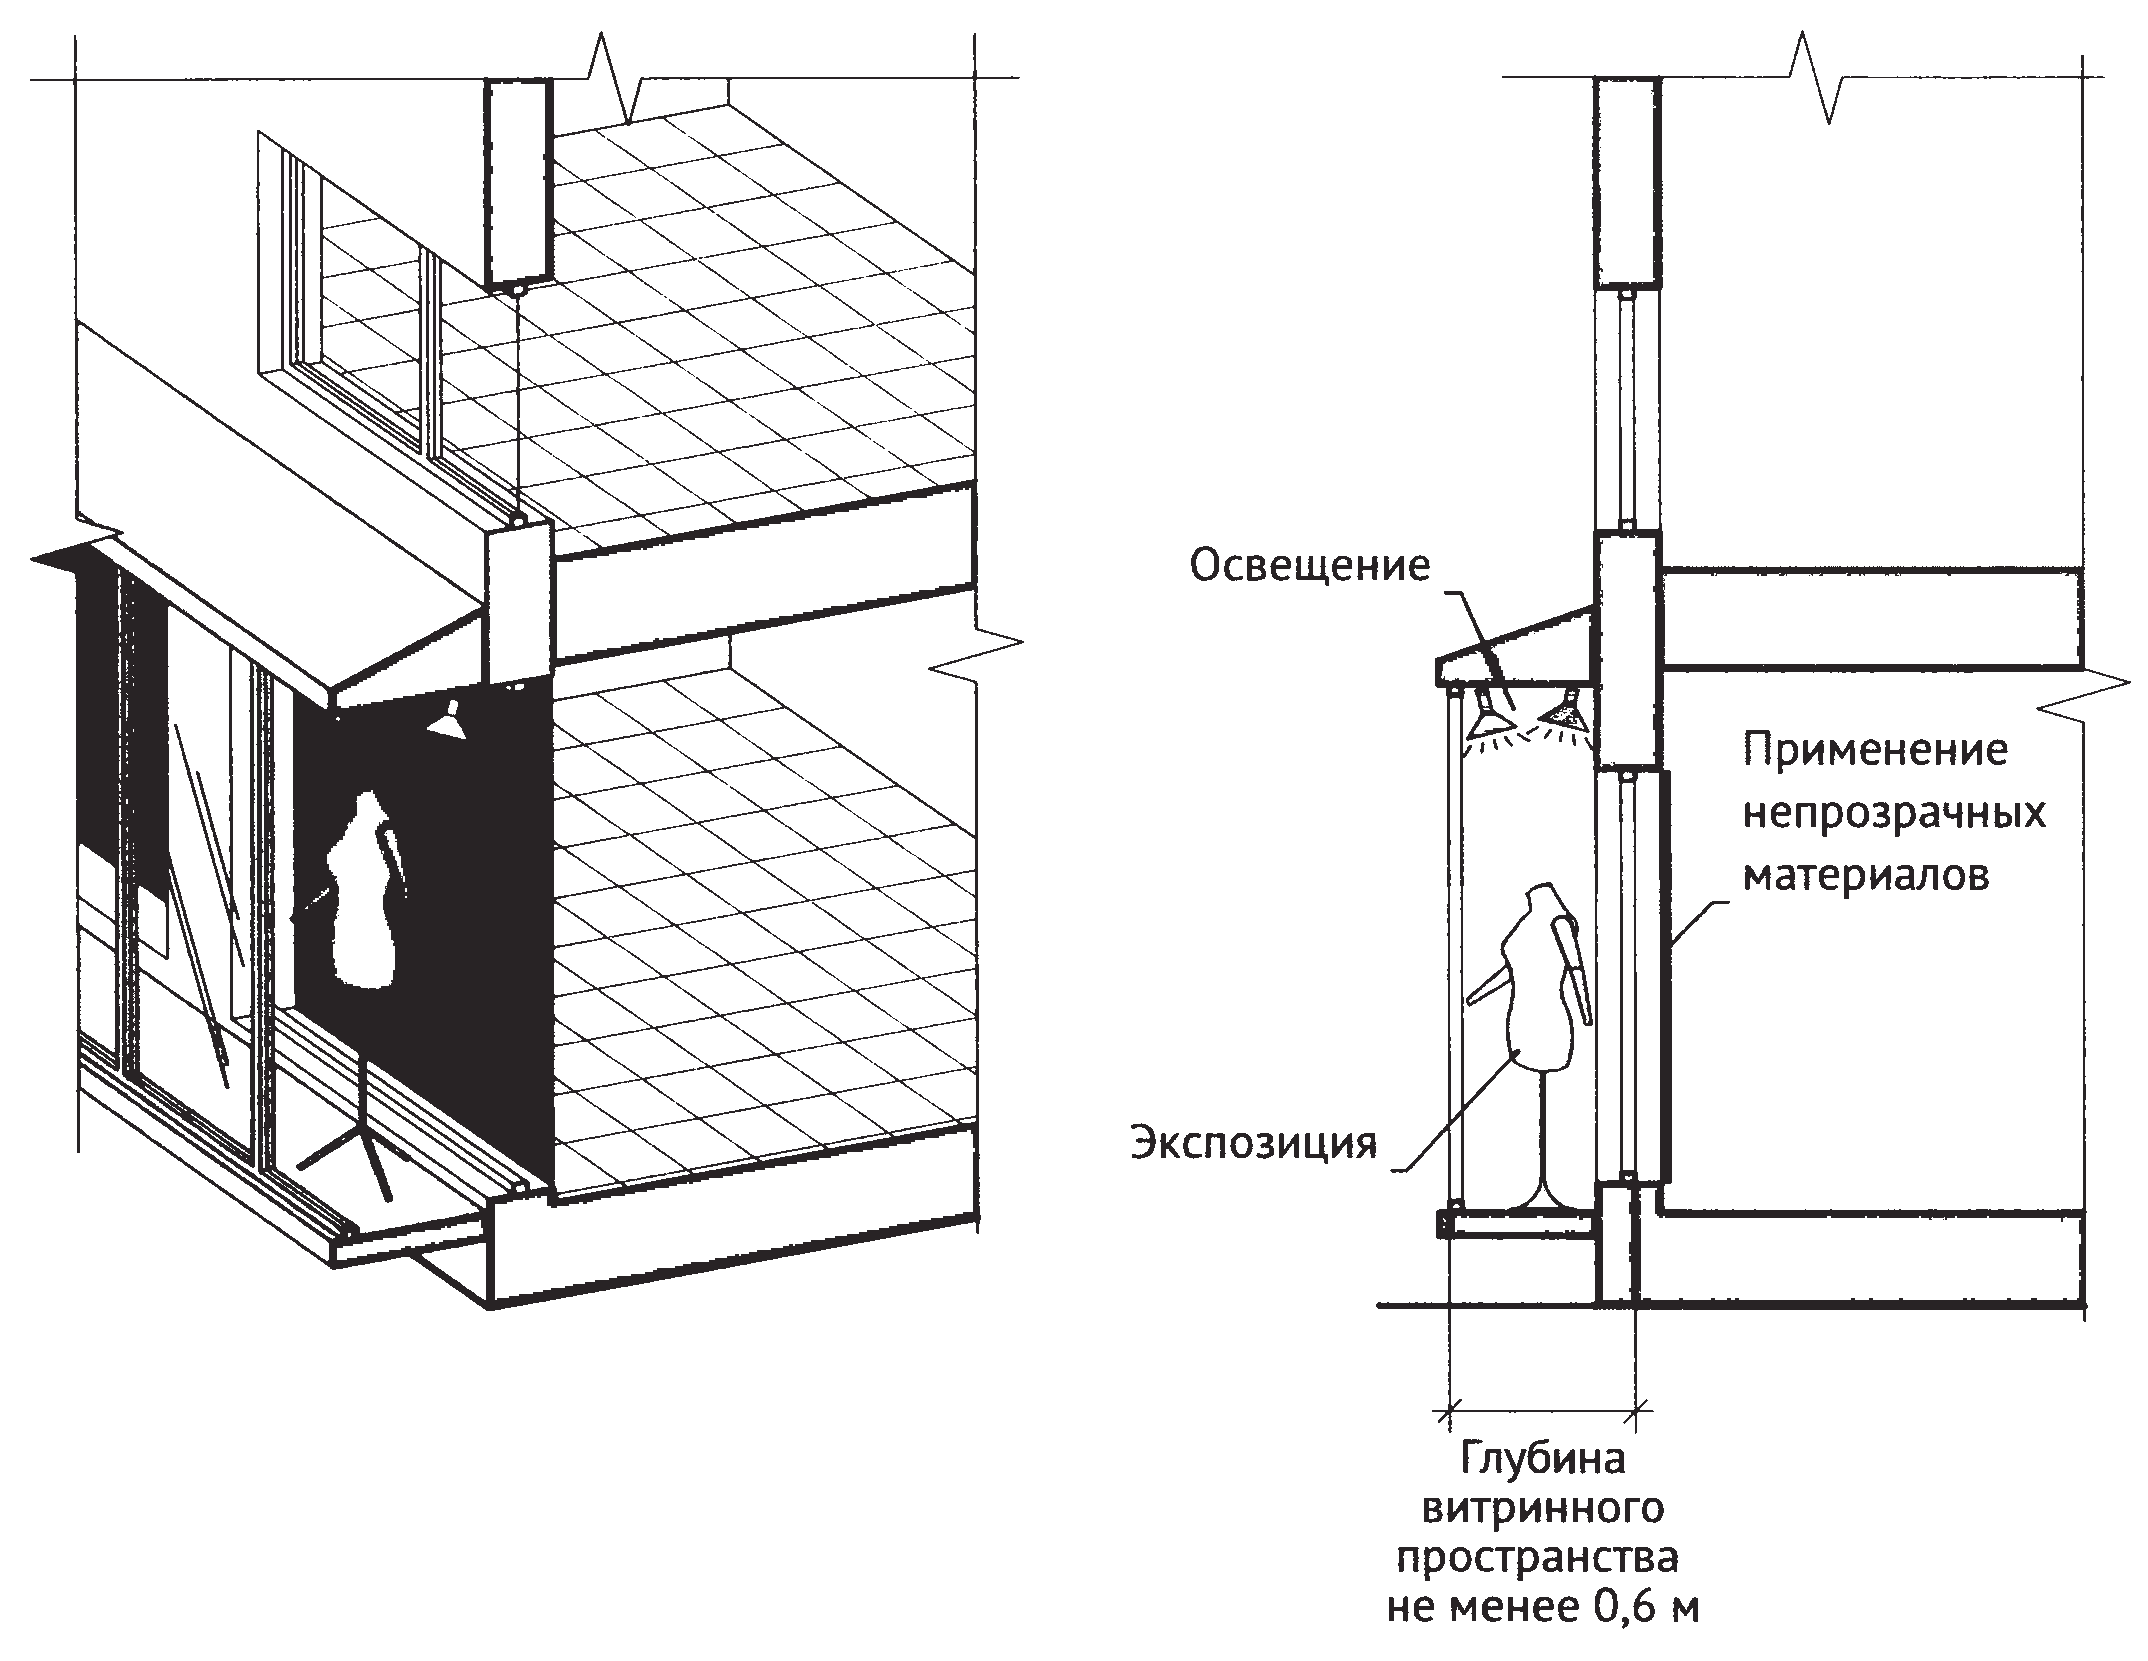 Освещение
Применение
непрозрачных
материалов
Экспозиция
Глубина
витринного
пространства
не менее 0,6 м